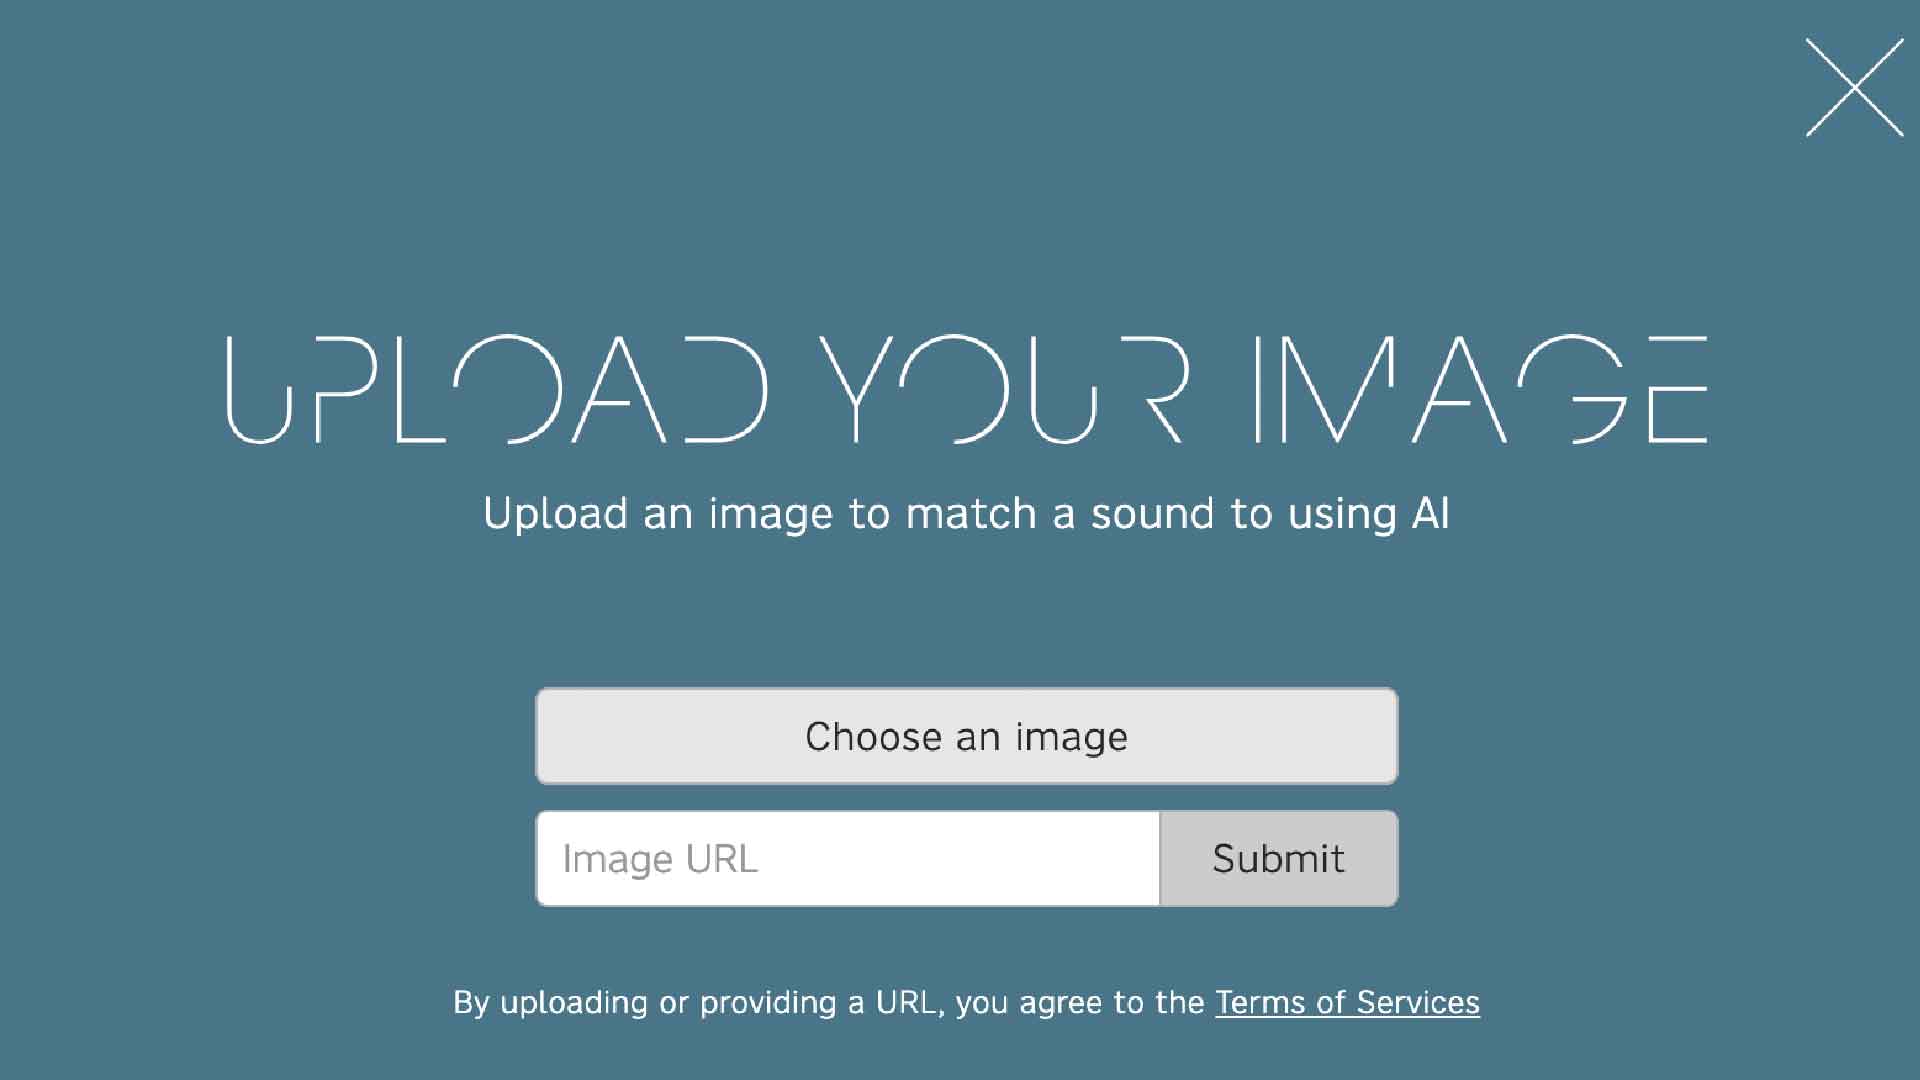 UPLOAD YOUR IMAGE
Upload an image to match a sound to using AI
Choose an image
Image URL
Submit
By uploading or providing a URL, you agree to the Terms of Services